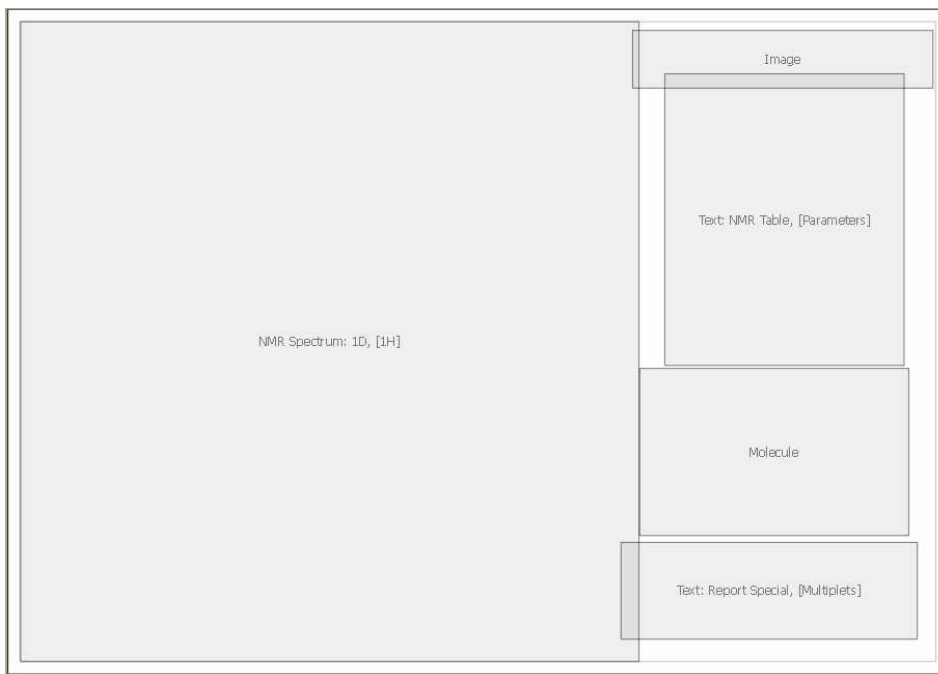 Image
Text: NMR Table, [Parameters]
NMR Spectrum: 1D, [1H]
Molecule
Text: Report Special, [Multiplets]